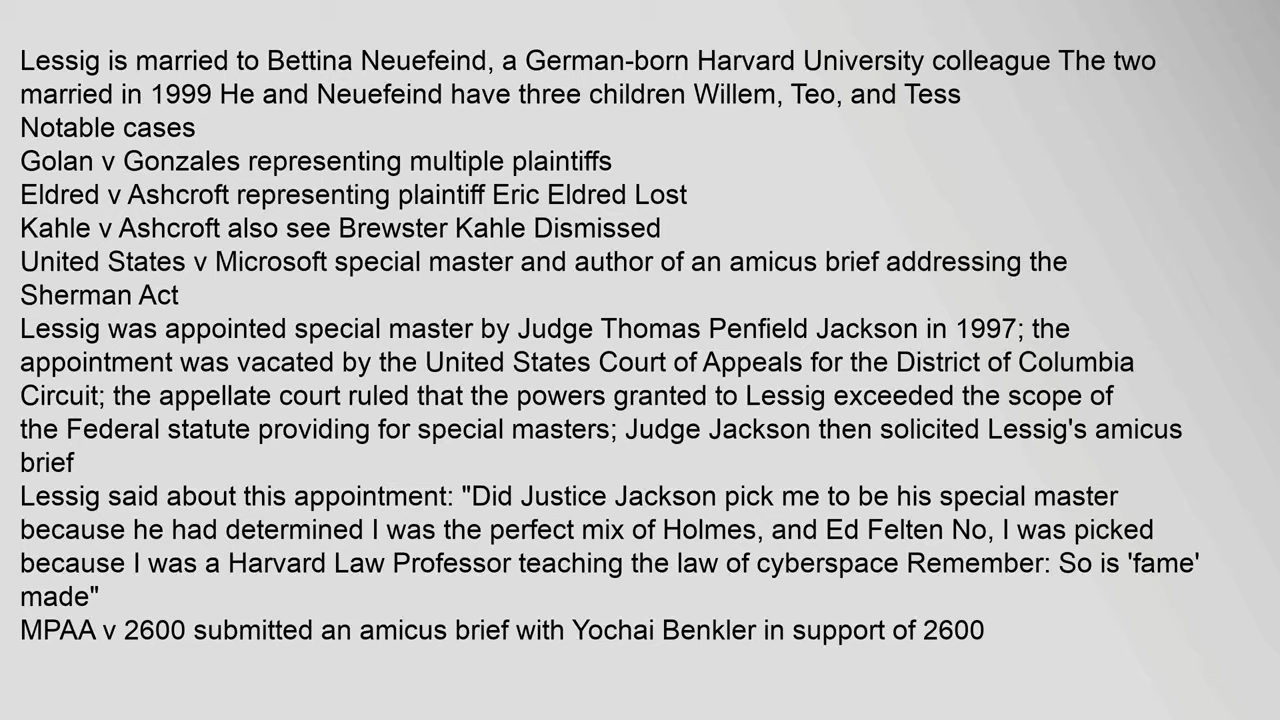 Lessig is married to Bettina Neuefeind, a German-born Harvard University colleague The two
married in 1999 He and Neuefeind have three children Willem, Teo, and Tess
Notable cases
Golan v Gonzales representing multiple plaintiffs
Eldred v Ashcroft representing plaintiff Eric Eldred Lost
Kahle v Ashcroft also see Brewster Kahle Dismissed
United States v Microsoft special master and author of an amicus brief addressing the
Sherman Act
Lessig was appointed special master by Judge Thomas Penfield Jackson in 1997; the
appointment was vacated by the United States Court of Appeals for the District of Columbia
Circuit; the appellate court ruled that the powers granted to Lessig exceeded the scope of
the Federal statute providing for special masters; Judge Jackson then solicited Lessig's amicus
brief
Lessig said about this appointment: "Did Justice Jackson pick me to be his special master
because he had determined I was the perfect mix of Holmes, and Ed Felten No, I was picked
because I was a Harvard Law Professor teaching the law of cyberspace Remember: So is 'fame'
made"
MPAA v 2600 submitted an amicus brief with Yochai Benkler in support of 2600